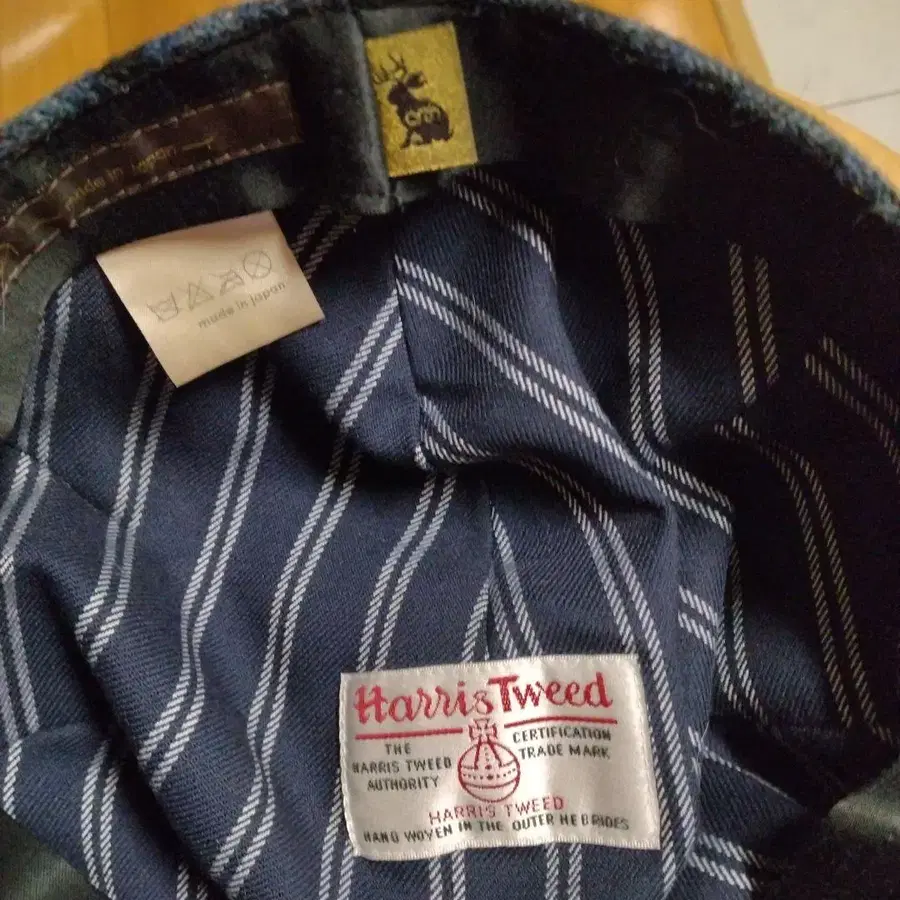 made in Japan
made in japan
Harris Tweed
THE
HARRIS TWEED
AUTHORITY
CERTIFICATION
TRADE MARK
HARRIS TWEED
HAND WOVEN IN THE OUTER HEBRIDES